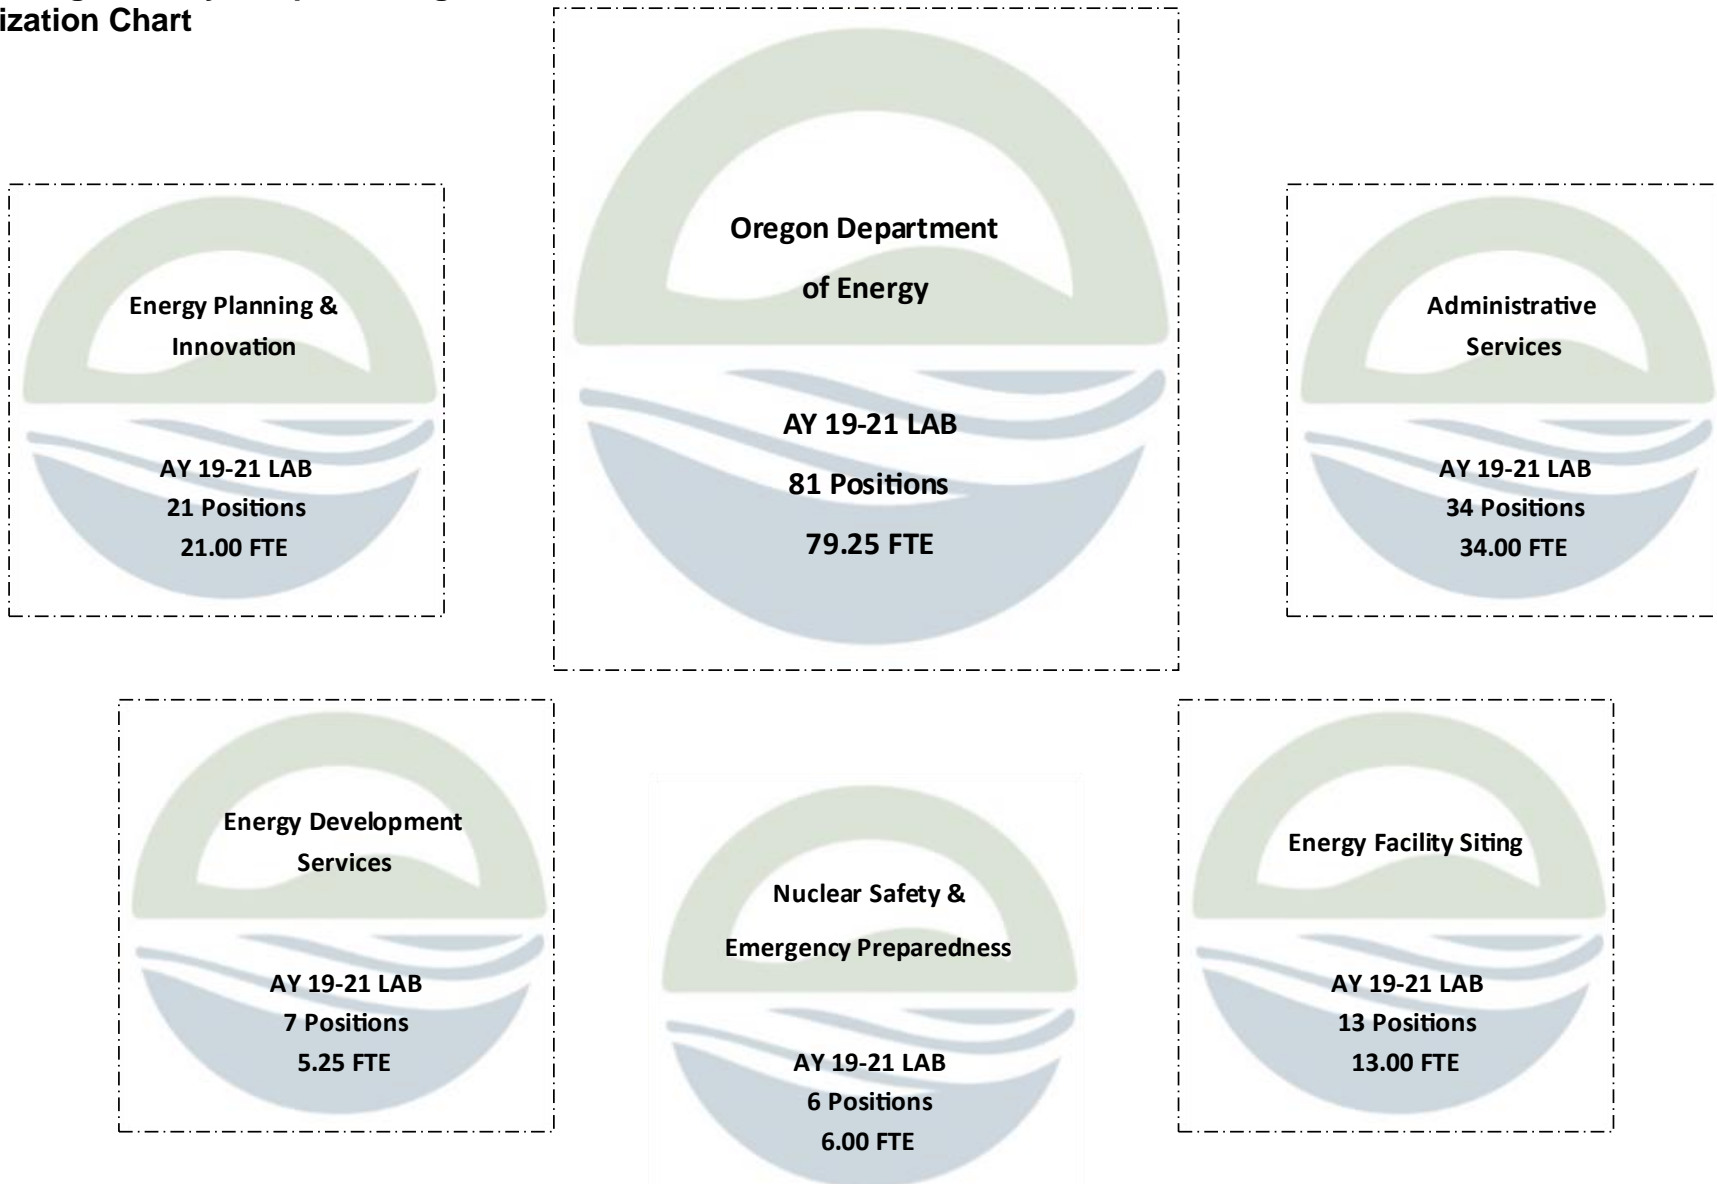 ization Chart
Oregon Department
of Energy
AY 19-21 LAB
81 Positions
79.25 FTE
Energy Planning &
Innovation
AY 19-21 LAB
21 Positions
21.00 FTE
Administrative
Services
AY 19-21 LAB
34 Positions
34.00 FTE
Energy Development
Services
AY 19-21 LAB
7 Positions
5.25 FTE
Nuclear Safety &
Emergency Preparedness
AY 19-21 LAB
6 Positions
6.00 FTE
Energy Facility Siting
AY 19-21 LAB
13 Positions
13.00 FTE